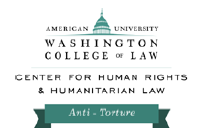 AMERICAN UNIVERSITY
WASHINGTON
COLLEGE OF LAW
CENTER FOR HUMAN RIGHTS
& HUMANITARIAN LAW
Anti - Torture